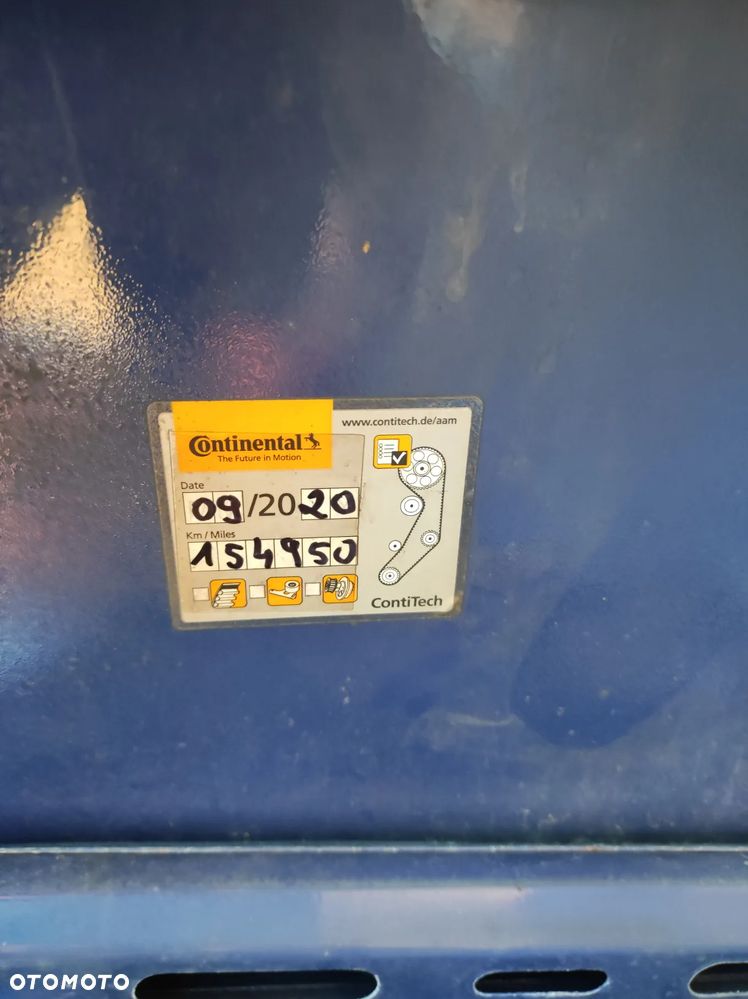 www.contitech.de/aam
Continental
The Future in Motion
Date
09/2020
Km / Miles
154950
ContiTech
OTOMOTO